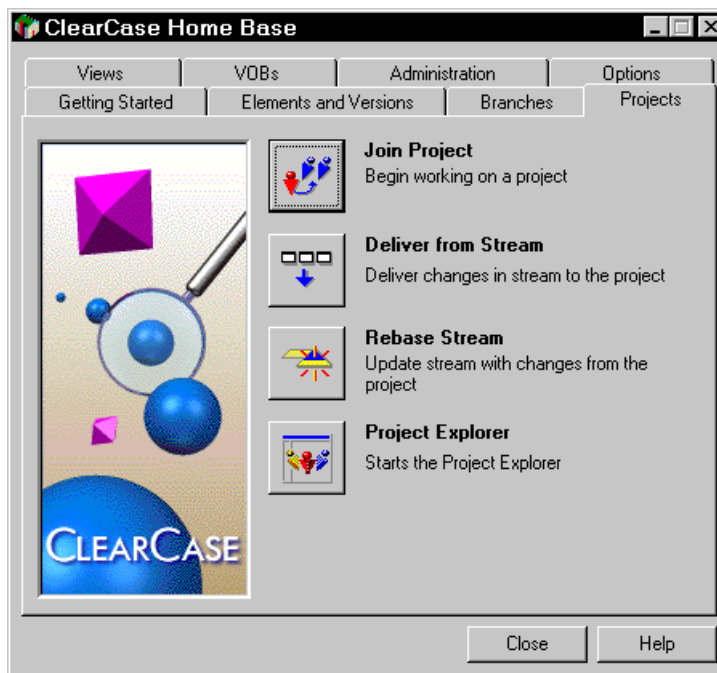 ClearCase Home Base
Views VOBs Administration Options
Getting Started Elements and Versions Branches Projects
Join Project
Begin working on a project
Deliver from Stream
Deliver changes in stream to the project
Rebase Stream
Update stream with changes from the
project
Project Explorer
Starts the Project Explorer
CLEARCASE
Close Help